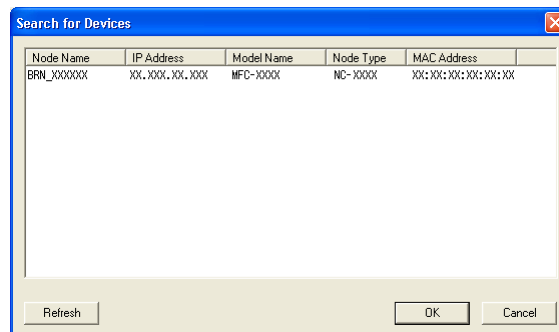 Search for Devices
Node Name IP Address Model Name Node Type MAC Address
BRN_XXXXXX XX.XXX.XX.XXX MFC-XXXX NC-XXXX XX:XX:XX:XX:XX:XX
Refresh OK Cancel